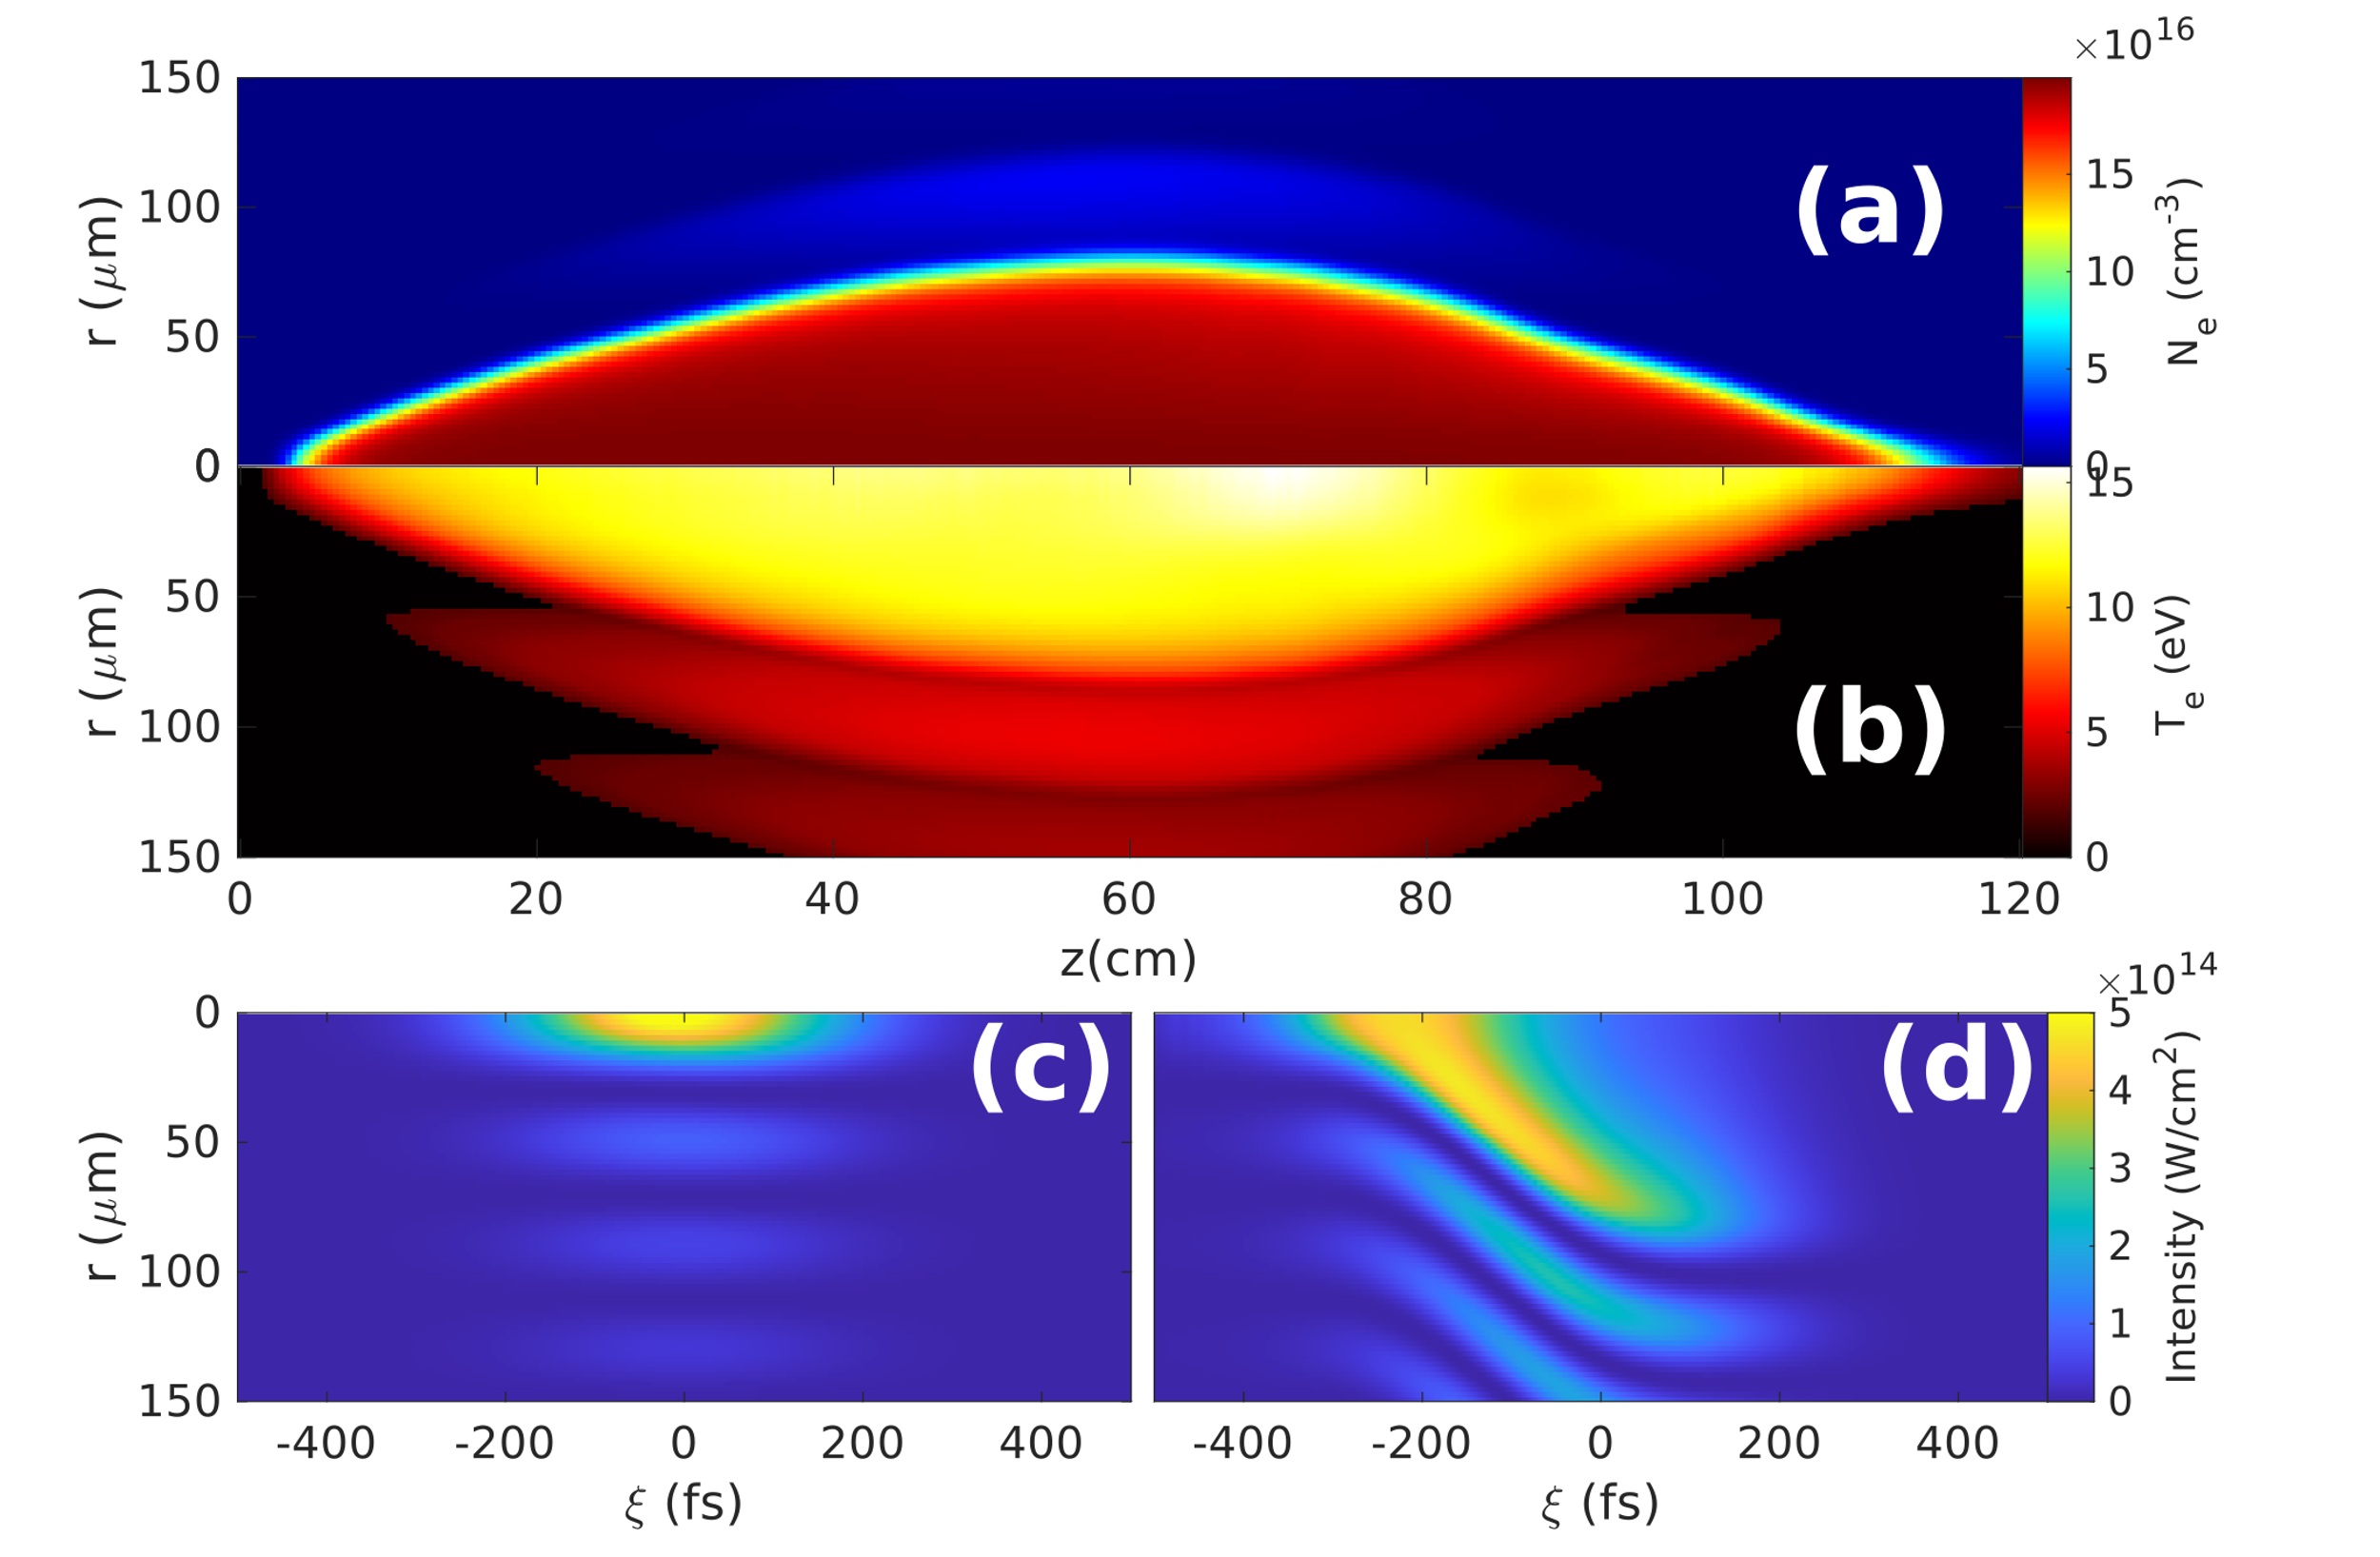 ×10^16
150
100
50
0
r (μm)
(a)
15
10
5
0
N_e (cm^-3)
0
50
100
150
r (μm)
(b)
15
10
5
0
T_e (eV)
0 20 40 60 80 100 120
z(cm)
×10^14
0
50
100
150
r (μm)
(c)
(d)
5
4
3
2
1
0
Intensity (W/cm^2)
-400 -200 0 200 400
-400 -200 0 200 400
ξ (fs)
ξ (fs)